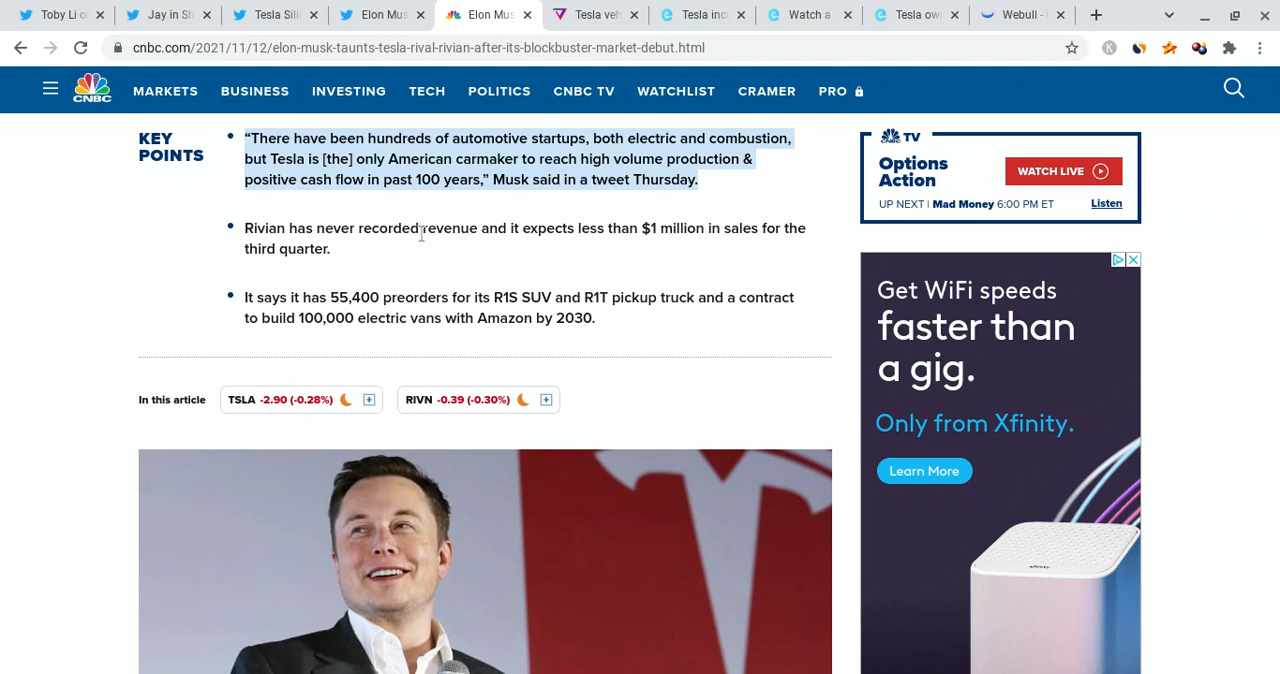 Toby Li o
Jay in Sh
Tesla Sili
Elon Mus
Elon Mus
Tesla veh
Tesla inc
Watch a
Tesla ow
Webull -
cnbc.com/2021/11/12/elon-musk-taunts-tesla-rival-rivian-after-its-blockbuster-market-debut.html
CNBC
MARKETS
BUSINESS
INVESTING
TECH
POLITICS
CNBC TV
WATCHLIST
CRAMER
PRO
KEY
POINTS
“There have been hundreds of automotive startups, both electric and combustion,
but Tesla is [the] only American carmaker to reach high volume production &
positive cash flow in past 100 years,” Musk said in a tweet Thursday.
Rivian has never recorded revenue and it expects less than $1 million in sales for the
third quarter.
It says it has 55,400 preorders for its R1S SUV and R1T pickup truck and a contract
to build 100,000 electric vans with Amazon by 2030.
In this article
TSLA -2.90 (-0.28%)
RIVN -0.39 (-0.30%)
TV
Options
Action
WATCH LIVE
UP NEXT | Mad Money 6:00 PM ET
Listen
Get WiFi speeds
faster than
a gig.
Only from Xfinity.
Learn More
xfinity